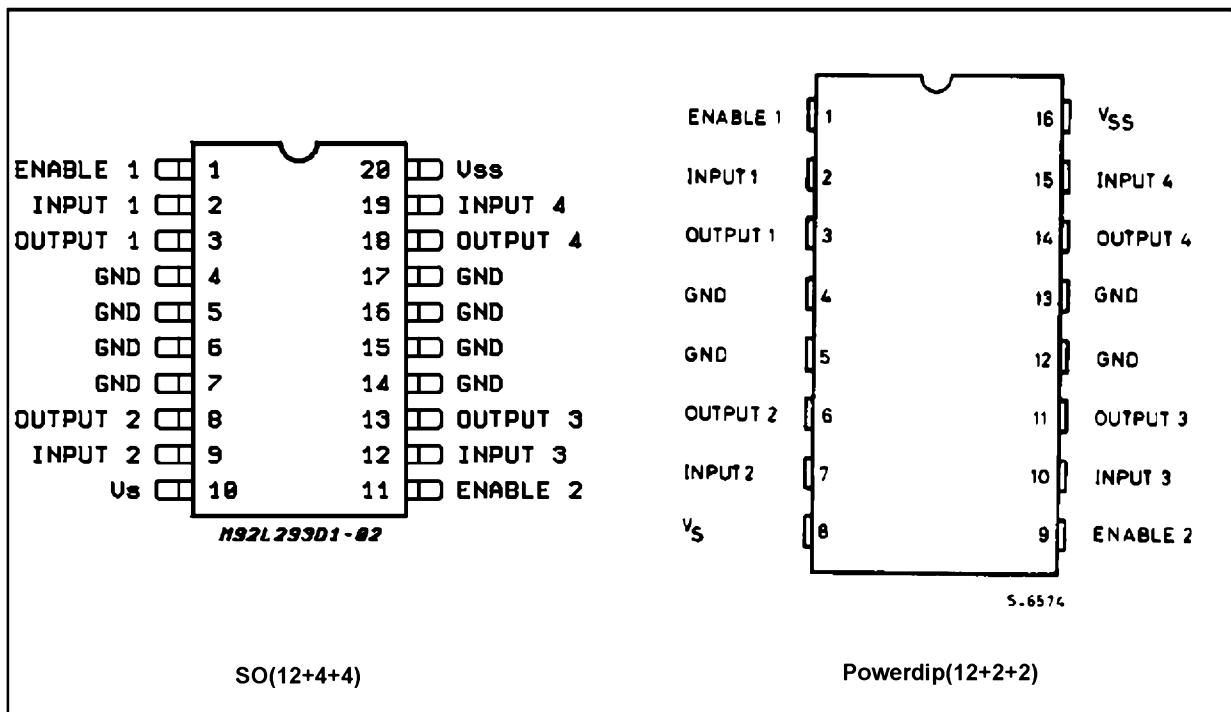 ENABLE 1 1 20 Vss
INPUT 1 2 19 INPUT 4
OUTPUT 1 3 18 OUTPUT 4
GND 4 17 GND
GND 5 16 GND
GND 6 15 GND
GND 7 14 GND
OUTPUT 2 8 13 OUTPUT 3
INPUT 2 9 12 INPUT 3
Vs 10 11 ENABLE 2
M92L293D1-02
SO(12+4+4)
ENABLE 1 1 16 VSS
INPUT 1 2 15 INPUT 4
OUTPUT 1 3 14 OUTPUT 4
GND 4 13 GND
GND 5 12 GND
OUTPUT 2 6 11 OUTPUT 3
INPUT 2 7 10 INPUT 3
VS 8 9 ENABLE 2
S-6574
Powerdip(12+2+2)